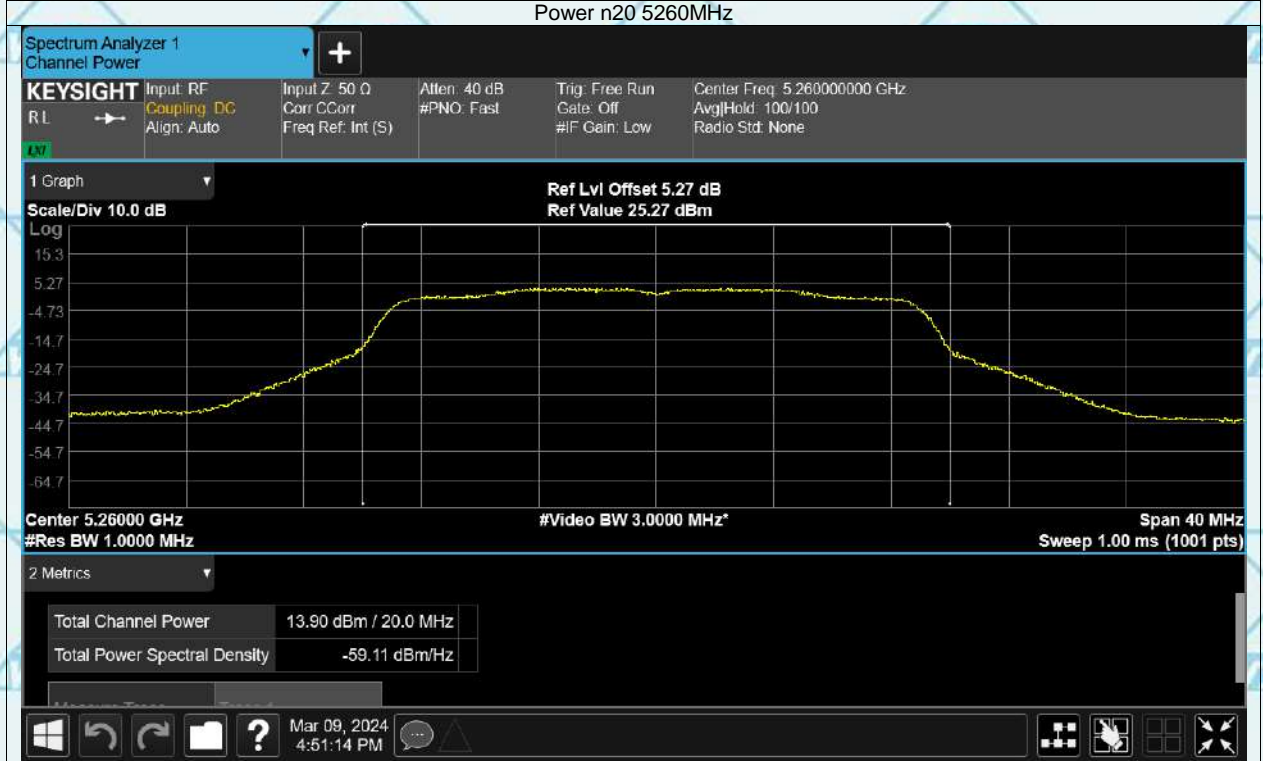 Power n20 5260MHz
Spectrum Analyzer 1
Channel Power
KEYSIGHT
R L
LXI
Input: RF
Coupling: DC
Align: Auto
Input Z: 50 Ω
Corr CCorr
Freq Ref: Int (S)
Atten: 40 dB
#PNO: Fast
Trig: Free Run
Gate: Off
#IF Gain: Low
Center Freq: 5.260000000 GHz
Avg|Hold: 100/100
Radio Std: None
1 Graph
Scale/Div 10.0 dB
Ref Lvl Offset 5.27 dB
Ref Value 25.27 dBm
Log
15.3
5.27
-4.73
-14.7
-24.7
-34.7
-44.7
-54.7
-64.7
Center 5.26000 GHz
#Video BW 3.0000 MHz*
Span 40 MHz
#Res BW 1.0000 MHz
Sweep 1.00 ms (1001 pts)
2 Metrics
Total Channel Power 13.90 dBm / 20.0 MHz
Total Power Spectral Density -59.11 dBm/Hz
Mar 09, 2024
4:51:14 PM